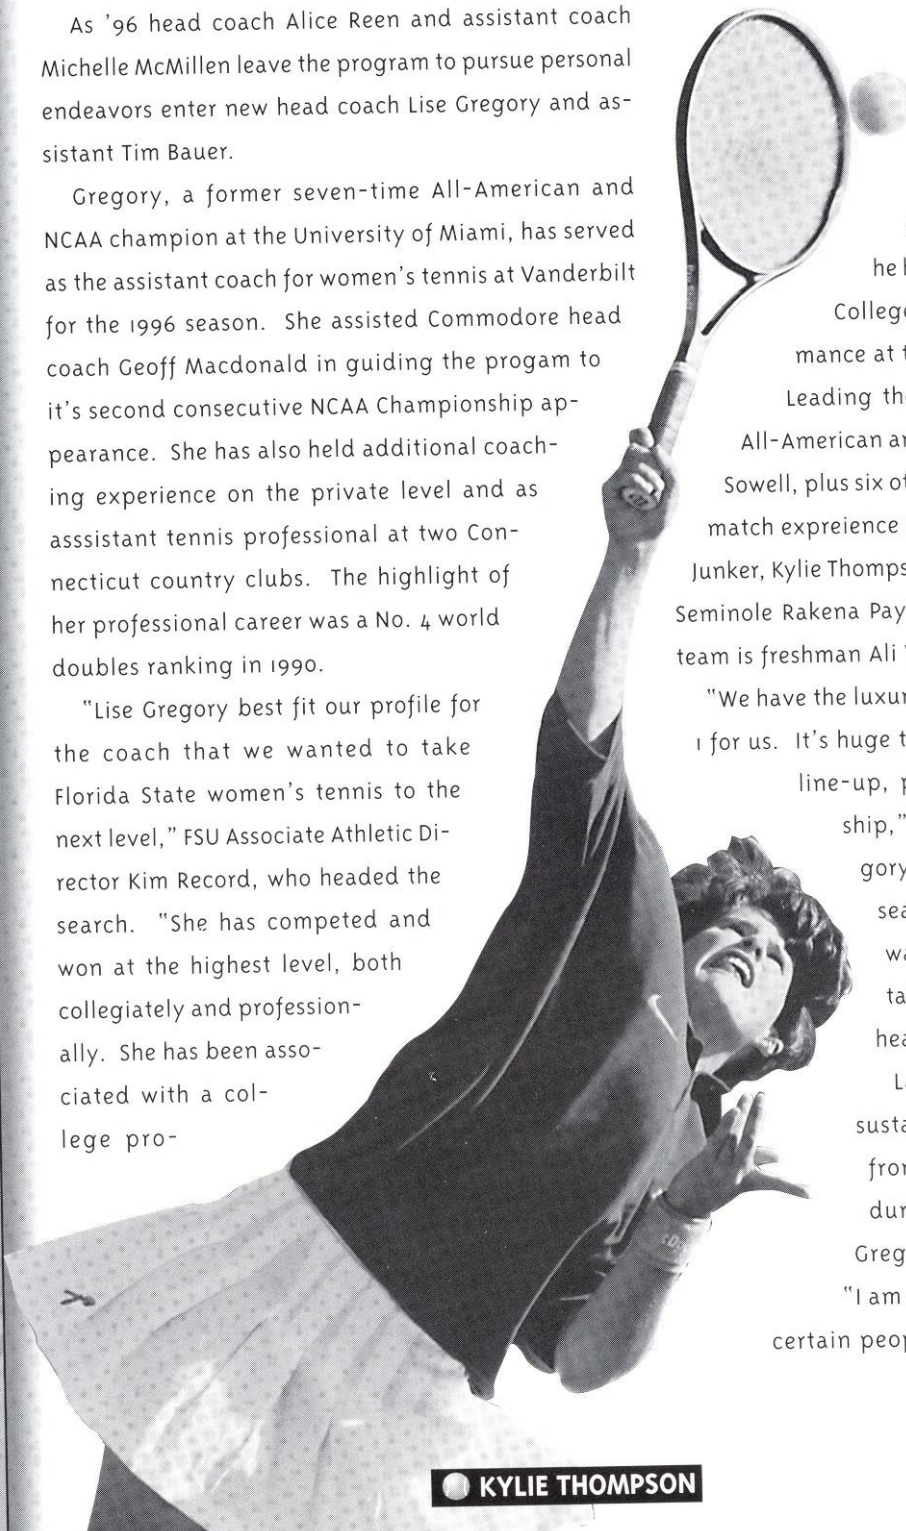 As '96 head coach Alice Reen and assistant coach
Michelle McMillen leave the program to pursue personal
endeavors enter new head coach Lise Gregory and as-
sistant Tim Bauer.
Gregory, a former seven-time All-American and
NCAA champion at the University of Miami, has served
as the assistant coach for women's tennis at Vanderbilt
for the 1996 season. She assisted Commodore head
coach Geoff Macdonald in guiding the progam to
it's second consecutive NCAA Championship ap-
pearance. She has also held additional coach-
ing experience on the private level and as
asssistant tennis professional at two Con-
necticut country clubs. The highlight of
her professional career was a No. 4 world
doubles ranking in 1990.
"Lise Gregory best fit our profile for
the coach that we wanted to take
Florida State women's tennis to the
next level," FSU Associate Athletic Di-
rector Kim Record, who headed the
search. "She has competed and
won at the highest level, both
collegiately and profession-
ally. She has been asso-
ciated with a col-
lege pro-
he
College
mance at
Leading the
All-American
Sowell, plus six
match expreience
Junker, Kylie Thomps
Seminole Rakena Pay
team is freshman Ali
"We have the luxur
1 for us. It's huge
line-up,
ship,"
gory
sea
wa
ta
hea
susta
fro
dur
Greg
"I am
certain peop
KYLIE THOMPSON